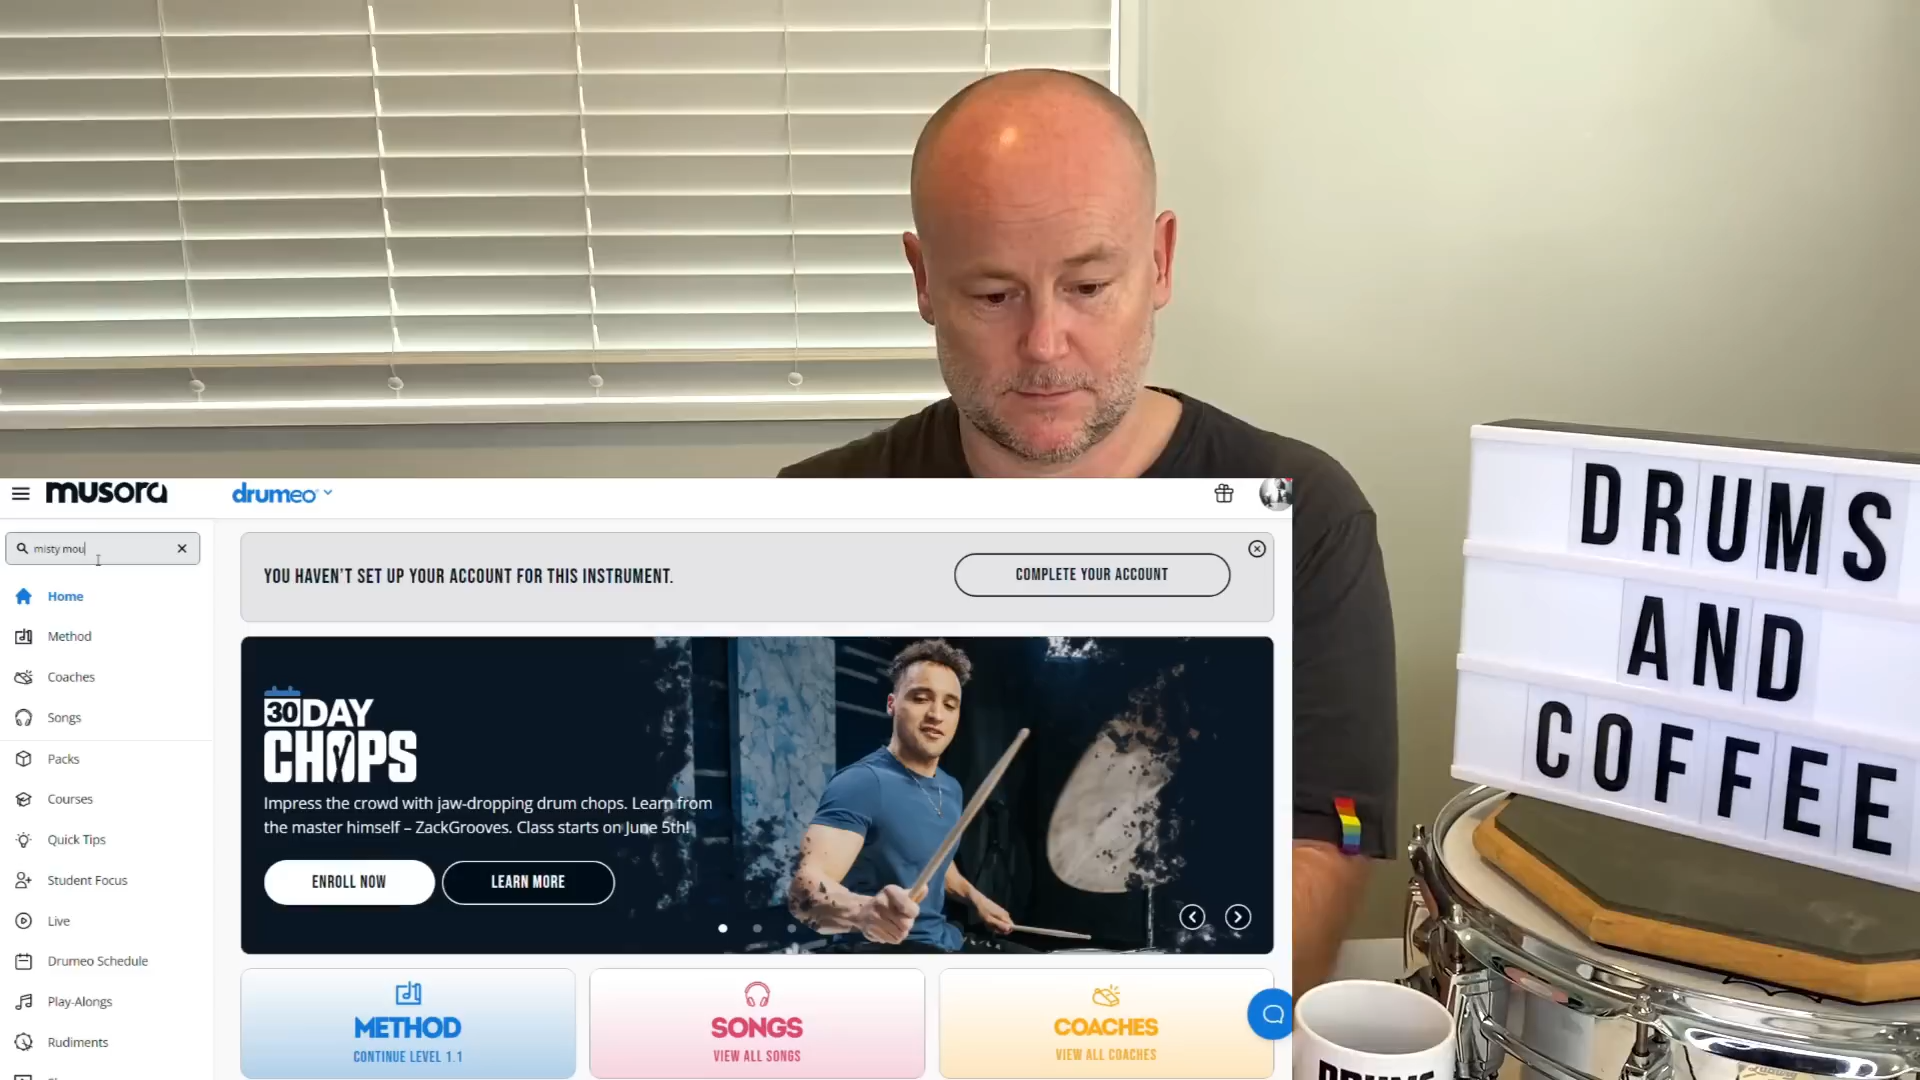 musora
drumeo
misty mou
Home
Method
Coaches
Songs
Packs
Courses
Quick Tips
Student Focus
Live
Drumeo Schedule
Play-Alongs
Rudiments
YOU HAVEN'T SET UP YOUR ACCOUNT FOR THIS INSTRUMENT.
COMPLETE YOUR ACCOUNT
30 DAY
CHOPS
Impress the crowd with jaw-dropping drum chops. Learn from
the master himself – ZackGrooves. Class starts on June 5th!
ENROLL NOW
LEARN MORE
METHOD
CONTINUE LEVEL 1.1
SONGS
VIEW ALL SONGS
COACHES
VIEW ALL COACHES
DRUMS
AND
COFFEE
DRUMS